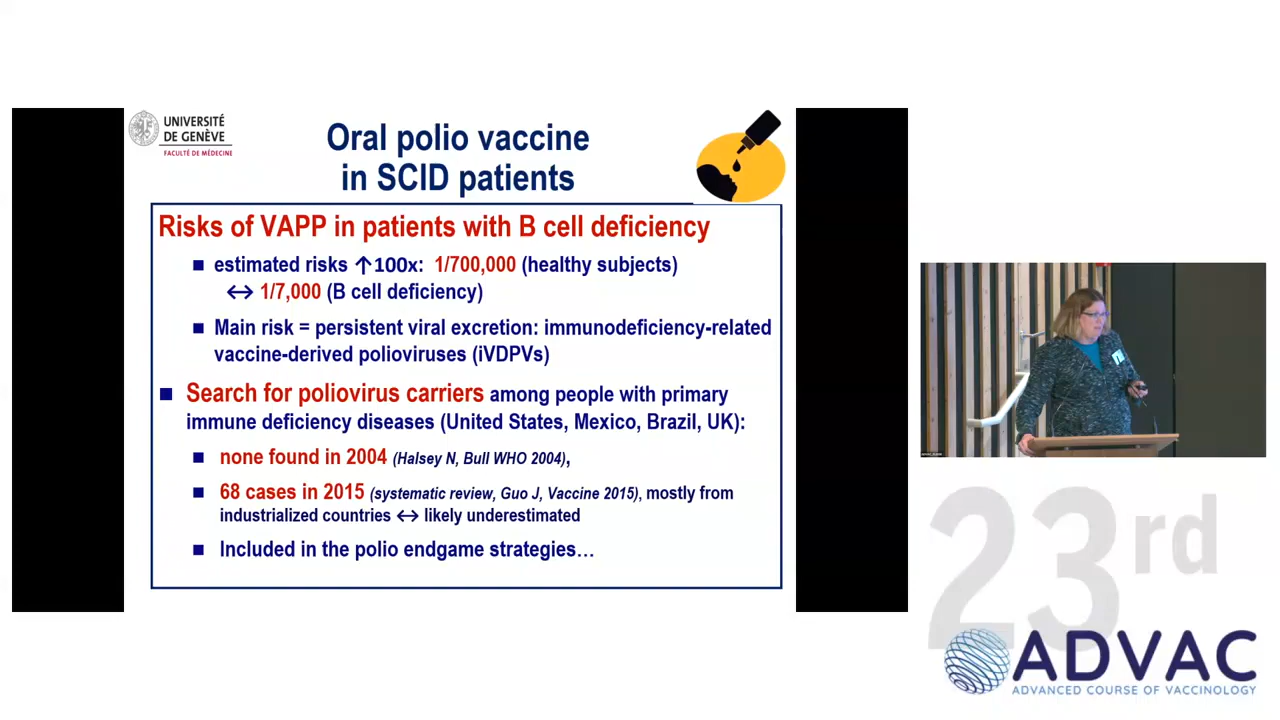 UNIVERSITÉ
DE GENÈVE
FACULTÉ DE MÉDECINE
Oral polio vaccine
in SCID patients
Risks of VAPP in patients with B cell deficiency
■ estimated risks ↑100x: 1/700,000 (healthy subjects)
↔ 1/7,000 (B cell deficiency)
■ Main risk = persistent viral excretion: immunodeficiency-related
vaccine-derived polioviruses (iVDPVs)
■ Search for poliovirus carriers among people with primary
immune deficiency diseases (United States, Mexico, Brazil, UK):
■ none found in 2004 (Halsey N, Bull WHO 2004),
■ 68 cases in 2015 (systematic review, Guo J, Vaccine 2015), mostly from
industrialized countries ↔ likely underestimated
■ Included in the polio endgame strategies…
23rd
ADVAC
ADVANCED COURSE OF VACCINOLOGY